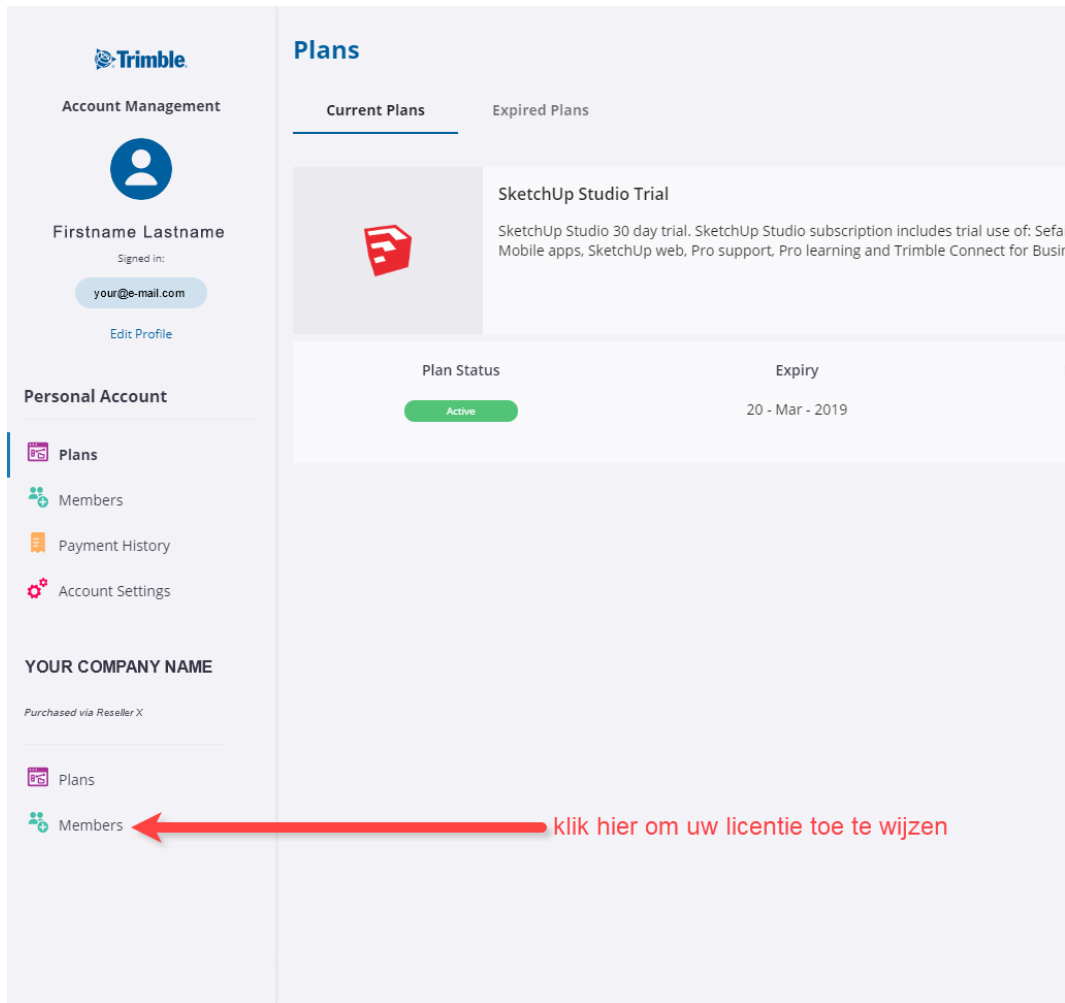 Trimble.
Account Management
Firstname Lastname
Signed in:
your@e-mail.com
Edit Profile
Personal Account
Plans
Members
Payment History
Account Settings
YOUR COMPANY NAME
Purchased via Reseller X
Plans
Members
Plans
Current Plans Expired Plans
SketchUp Studio Trial
SketchUp Studio 30 day trial. SketchUp Studio subscription includes trial use of: Sefa
Mobile apps, SketchUp web, Pro support, Pro learning and Trimble Connect for Busi
Plan Status Expiry
Active 20 - Mar - 2019
klik hier om uw licentie toe te wijzen